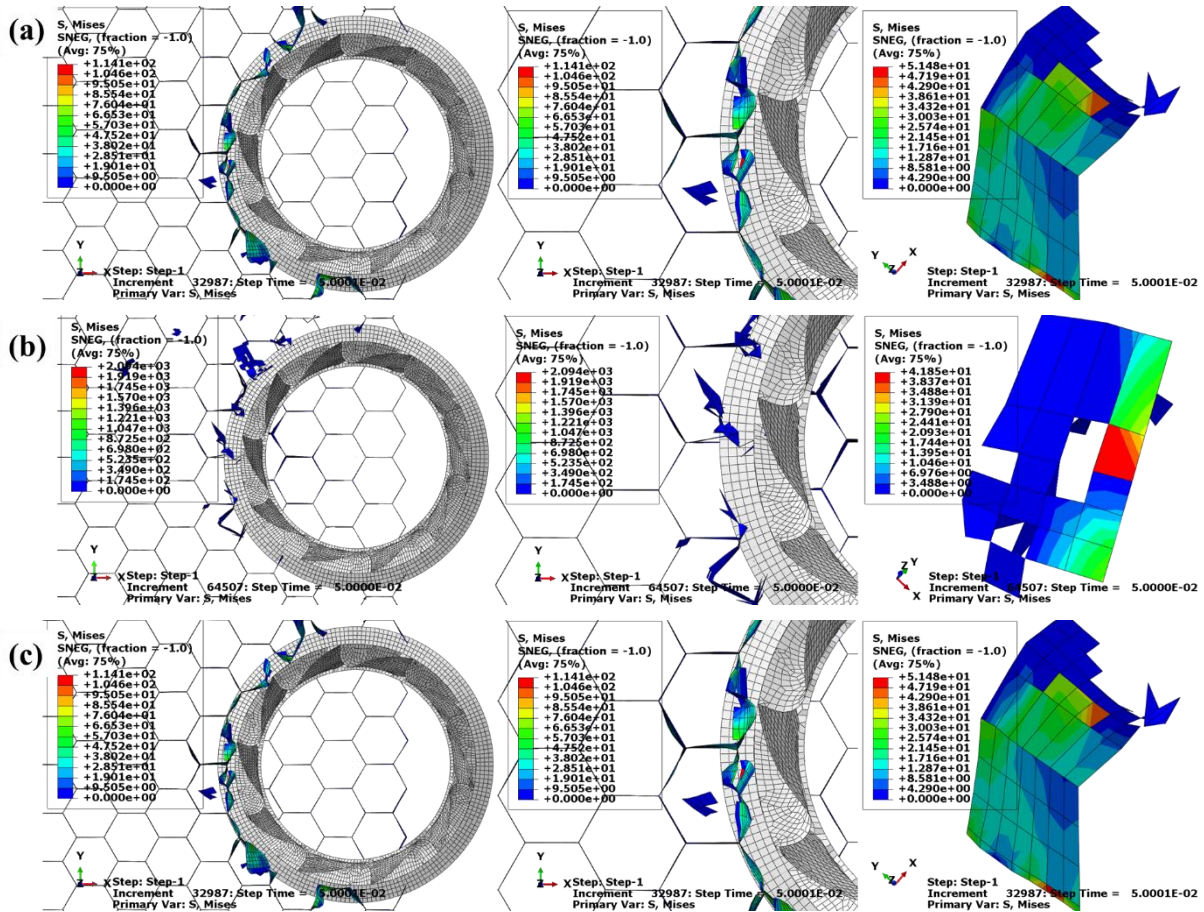 (a)
S, Mises
SNEG, (fraction = -1.0)
(Avg: 75%)
+1.141e+02
+1.046e+02
+9.505e+01
+8.554e+01
+7.604e+01
+6.653e+01
+5.703e+01
+4.752e+01
+3.802e+01
+2.851e+01
+1.901e+01
+9.505e+00
+0.000e+00
Y
Z
X
Step: Step-1
Increment 32987: Step Time = 5.0001E-02
Primary Var: S, Mises
S, Mises
SNEG, (fraction = -1.0)
(Avg: 75%)
+1.141e+02
+1.046e+02
+9.505e+01
+8.554e+01
+7.604e+01
+6.653e+01
+5.703e+01
+4.752e+01
+3.802e+01
+2.851e+01
+1.901e+01
+9.505e+00
+0.000e+00
Y
Z
X
Step: Step-1
Increment 32987: Step Time = 5.0001E-02
Primary Var: S, Mises
S, Mises
SNEG, (fraction = -1.0)
(Avg: 75%)
+5.148e+01
+4.719e+01
+4.290e+01
+3.861e+01
+3.432e+01
+3.003e+01
+2.574e+01
+2.145e+01
+1.716e+01
+1.287e+01
+8.581e+00
+4.290e+00
+0.000e+00
Y
Z
X
Step: Step-1
Increment 32987: Step Time = 5.0001E-02
Primary Var: S, Mises
(b)
S, Mises
SNEG, (fraction = -1.0)
(Avg: 75%)
+2.094e+03
+1.919e+03
+1.745e+03
+1.570e+03
+1.396e+03
+1.221e+03
+1.047e+03
+8.725e+02
+6.980e+02
+5.235e+02
+3.490e+02
+1.745e+02
+0.000e+00
Y
Z
X
Step: Step-1
Increment 64507: Step Time = 5.0000E-02
Primary Var: S, Mises
S, Mises
SNEG, (fraction = -1.0)
(Avg: 75%)
+2.094e+03
+1.919e+03
+1.745e+03
+1.570e+03
+1.396e+03
+1.221e+03
+1.047e+03
+8.725e+02
+6.980e+02
+5.235e+02
+3.490e+02
+1.745e+02
+0.000e+00
Y
Z
X
Step: Step-1
Increment 64507: Step Time = 5.0000E-02
Primary Var: S, Mises
S, Mises
SNEG, (fraction = -1.0)
(Avg: 75%)
+4.185e+01
+3.837e+01
+3.488e+01
+3.139e+01
+2.790e+01
+2.441e+01
+2.093e+01
+1.744e+01
+1.395e+01
+1.046e+01
+6.976e+00
+3.488e+00
+0.000e+00
Z
Y
X
Step: Step-1
Increment 64507: Step Time = 5.0000E-02
Primary Var: S, Mises
(c)
S, Mises
SNEG, (fraction = -1.0)
(Avg: 75%)
+1.141e+02
+1.046e+02
+9.505e+01
+8.554e+01
+7.604e+01
+6.653e+01
+5.703e+01
+4.752e+01
+3.802e+01
+2.851e+01
+1.901e+01
+9.505e+00
+0.000e+00
Y
Z
X
Step: Step-1
Increment 32987: Step Time = 5.0001E-02
Primary Var: S, Mises
S, Mises
SNEG, (fraction = -1.0)
(Avg: 75%)
+1.141e+02
+1.046e+02
+9.505e+01
+8.554e+01
+7.604e+01
+6.653e+01
+5.703e+01
+4.752e+01
+3.802e+01
+2.851e+01
+1.901e+01
+9.505e+00
+0.000e+00
Y
Z
X
Step: Step-1
Increment 32987: Step Time = 5.0001E-02
Primary Var: S, Mises
S, Mises
SNEG, (fraction = -1.0)
(Avg: 75%)
+5.148e+01
+4.719e+01
+4.290e+01
+3.861e+01
+3.432e+01
+3.003e+01
+2.574e+01
+2.145e+01
+1.716e+01
+1.287e+01
+8.581e+00
+4.290e+00
+0.000e+00
Y
Z
X
Step: Step-1
Increment 32987: Step Time = 5.0001E-02
Primary Var: S, Mises